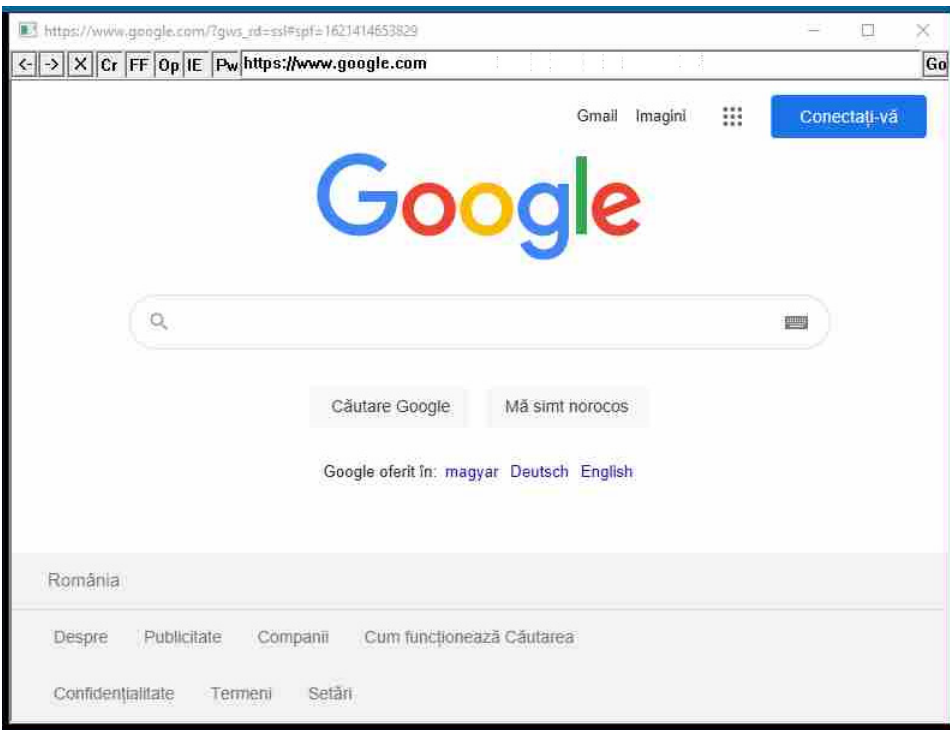 https://www.google.com/?gws_rd=ssl#spf=1621414653829
<- -> X Cr FF Op IE Pw https://www.google.com Go
Gmail Imagini Conectați-vă
Google
Căutare Google Mă simt norocos
Google oferit în: magyar Deutsch English
România
Despre Publicitate Companii Cum funcționează Căutarea
Confidențialitate Termeni Setări